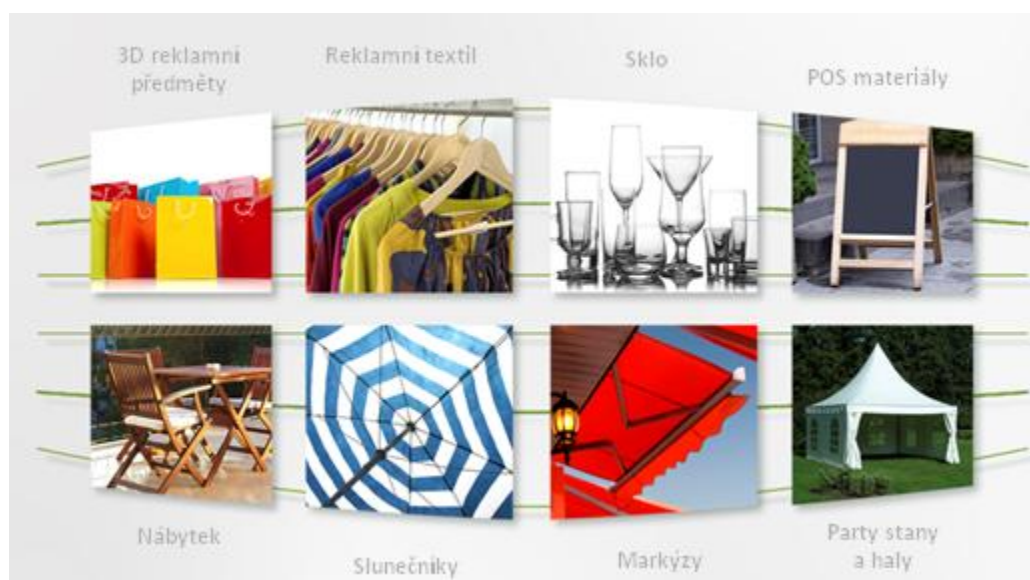 3D reklamní
předměty
Reklamní textil
Sklo
POS materiály
Nábytek
Slunečníky
Markýzy
Party stany
a haly